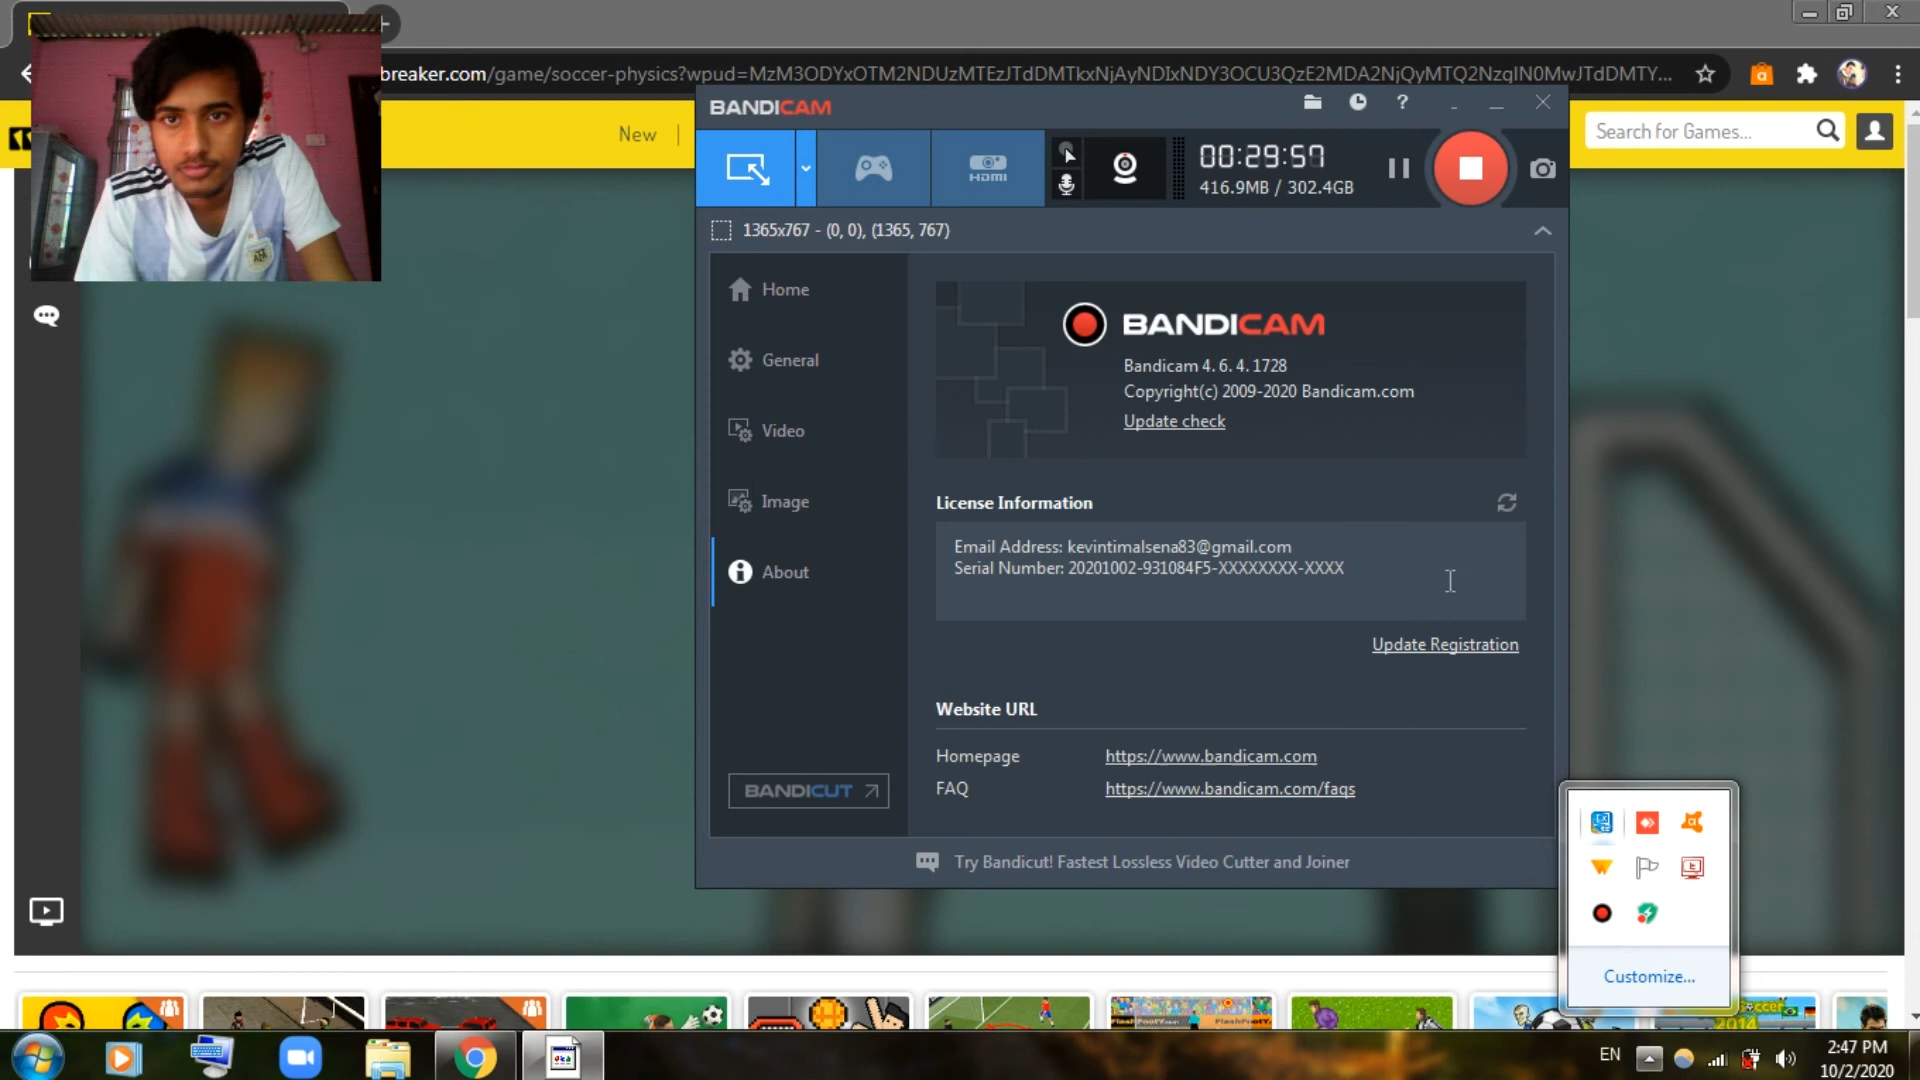 breaker.com/game/soccer-physics?wpud=MzM3ODYxOTM2NDUzMTEzJTdDMTkxNjAyNDIxNDY3OCU3QzE2MDA2NjQyMTQ2NzqIN0MwJTdDMTY...
New
Search for Games...
BANDICAM
HDMI
00:29:57
416.9MB / 302.4GB
1365x767 - (0, 0), (1365, 767)
Home
General
Video
Image
About
BANDICUT
BANDICAM
Bandicam 4. 6. 4. 1728
Copyright(c) 2009-2020 Bandicam.com
Update check
License Information
Email Address: kevintimalsena83@gmail.com
Serial Number: 20201002-931084F5-XXXXXXXX-XXXX
Update Registration
Website URL
Homepage https://www.bandicam.com
FAQ https://www.bandicam.com/faqs
Try Bandicut! Fastest Lossless Video Cutter and Joiner
Customize...
Soccer
2014
EN
2:47 PM
10/2/2020